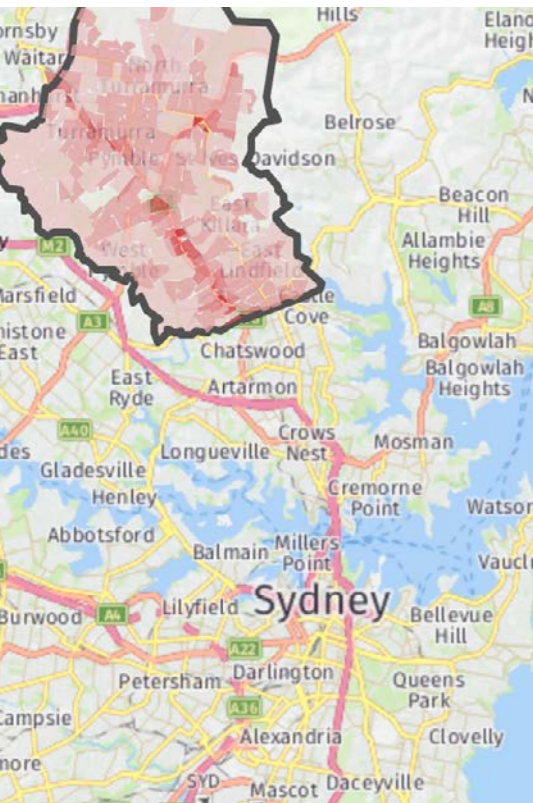 Hills
Waitar
North
Turramurra
Belrose
Turramurra
Pymble
St Ives
Davidson
Beacon
Hill
East
Killara
Allambie
Heights
M2
West
Pymble
East
Lindfield
Marsfield
Cove
A8
A3
East
Chatswood
Balgowlah
Balgowlah
Heights
East
Ryde
Artarmon
A40
Crows
Nest
Mosman
Longueville
Gladesville
Cremorne
Point
Henley
Watson
Abbotsford
Balmain
Millers
Point
Lilyfield
Sydney
Burwood
A4
Bellevue
Hill
A22
Darlington
Petersham
Queens
Park
A36
Campsie
Alexandria
Clovelly
SYD
Mascot
Daceyville